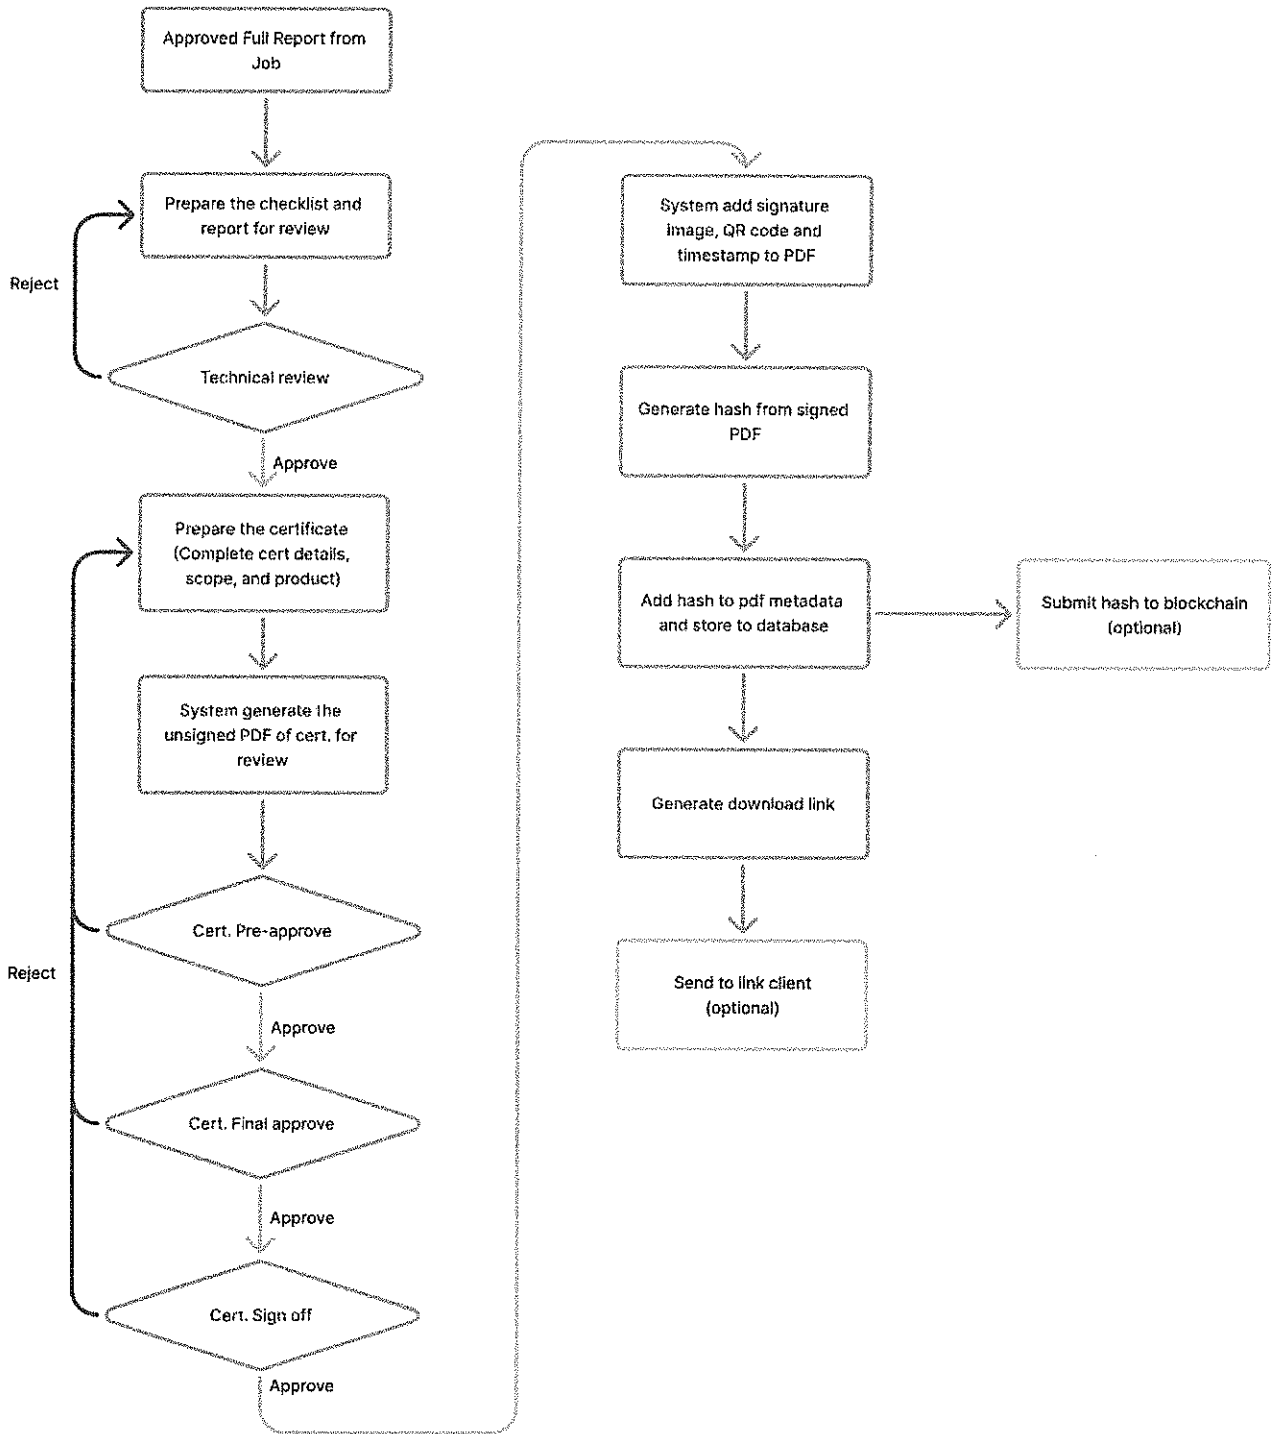 Approved Full Report from
Job
Prepare the checklist and
report for review
Reject
Technical review
Approve
Prepare the certificate
(Complete cert details,
scope, and product)
System generate the
unsigned PDF of cert. for
review
Cert. Pre-approve
Reject
Approve
Cert. Final approve
Approve
Cert. Sign off
Approve
System add signature
image, QR code and
timestamp to PDF
Generate hash from signed
PDF
Add hash to pdf metadata
and store to database
Submit hash to blockchain
(optional)
Generate download link
Send to link client
(optional)